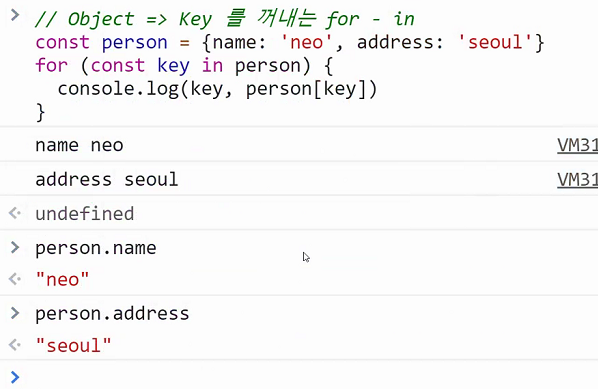 // Object => Key 를 꺼내는 for - in
const person = {name: 'neo', address: 'seoul'}
for (const key in person) {
  console.log(key, person[key])
}
name neo VM31
address seoul VM31
undefined
person.name
"neo"
person.address
"seoul"